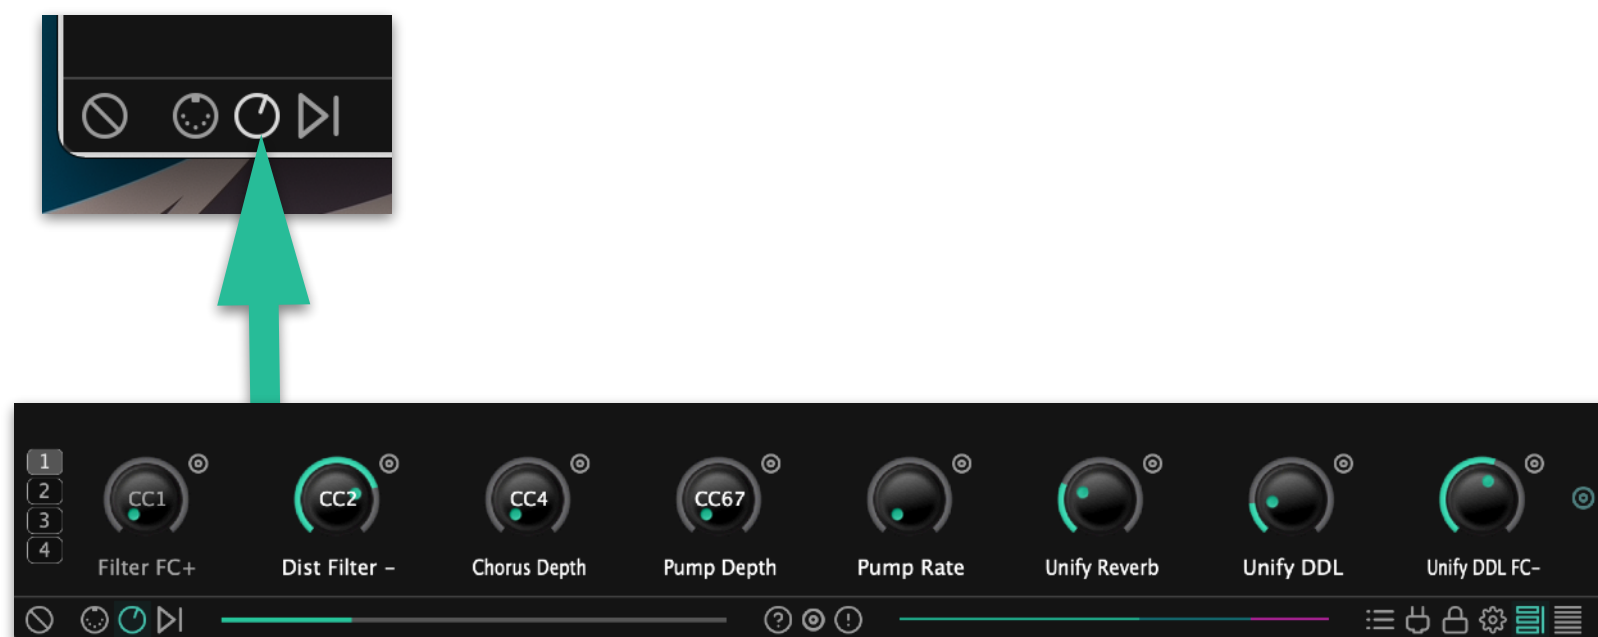 1
2
3
4
CC1
CC2
CC4
CC67
Filter FC+
Dist Filter –
Chorus Depth
Pump Depth
Pump Rate
Unify Reverb
Unify DDL
Unify DDL FC–